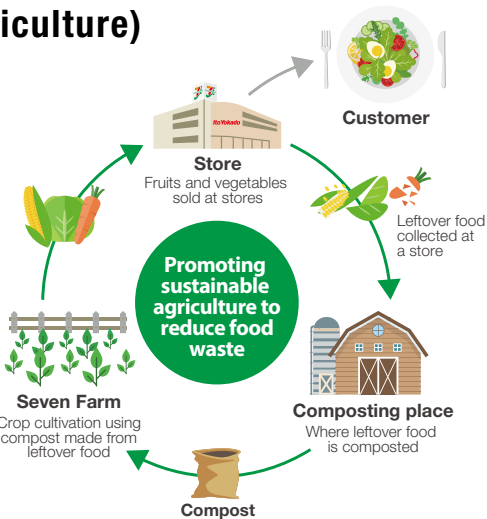 iculture)
Customer
ItoYokado
Store
Fruits and vegetables
sold at stores
Leftover food
collected at
a store
Promoting
sustainable
agriculture to
reduce food
waste
Seven Farm
Crop cultivation using
compost made from
leftover food
Composting place
Where leftover food
is composted
Compost